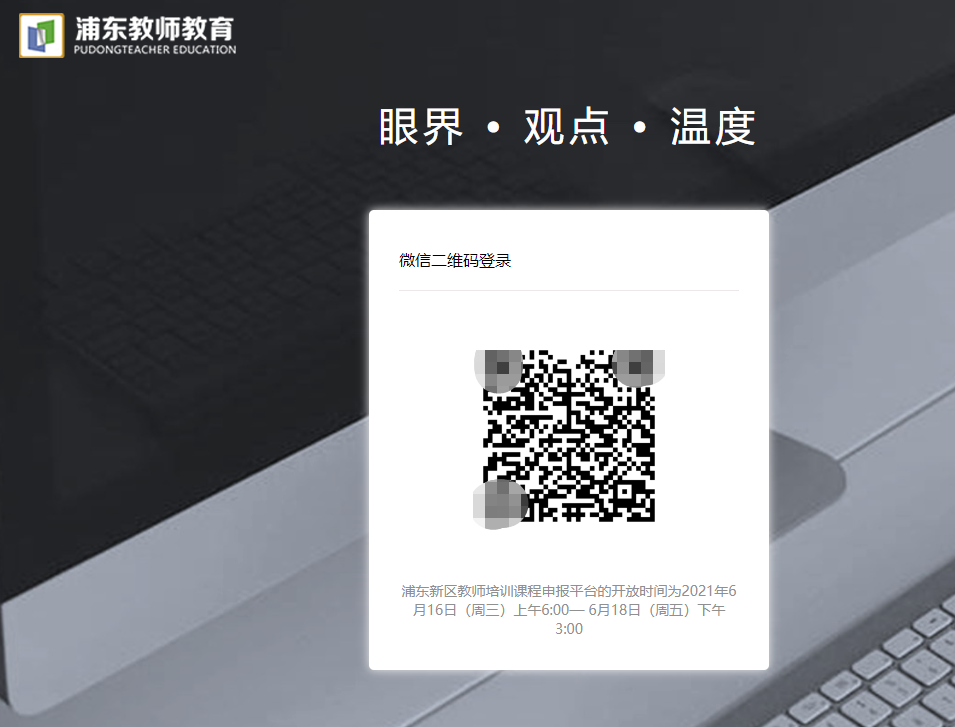 浦东教师教育
PUDONGTEACHER EDUCATION
眼界 • 观点 • 温度
微信二维码登录
浦东新区教师培训课程申报平台的开放时间为2021年6
月16日（周三）上午6:00— 6月18日（周五）下午
3:00